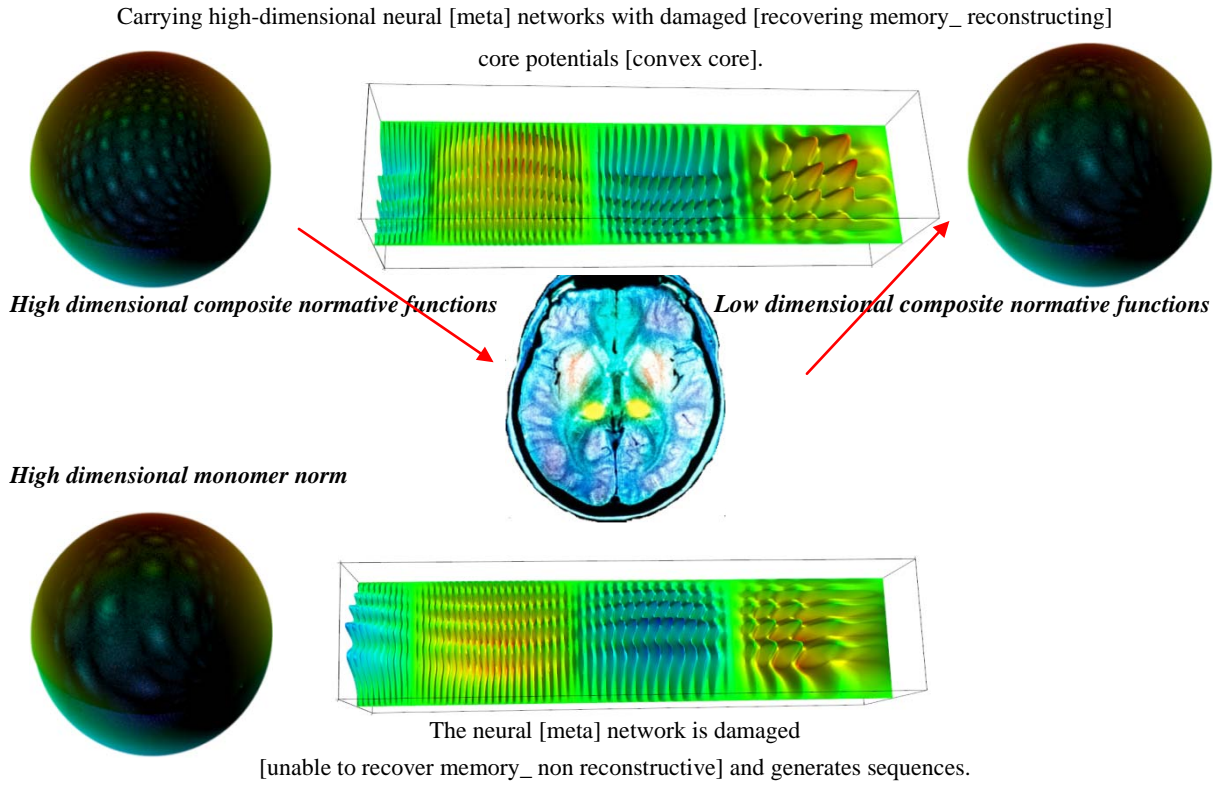 Carrying high-dimensional neural [meta] networks with damaged [recovering memory_ reconstructing]
core potentials [convex core].
High dimensional composite normative functions
Low dimensional composite normative functions
High dimensional monomer norm
The neural [meta] network is damaged
[unable to recover memory_ non reconstructive] and generates sequences.